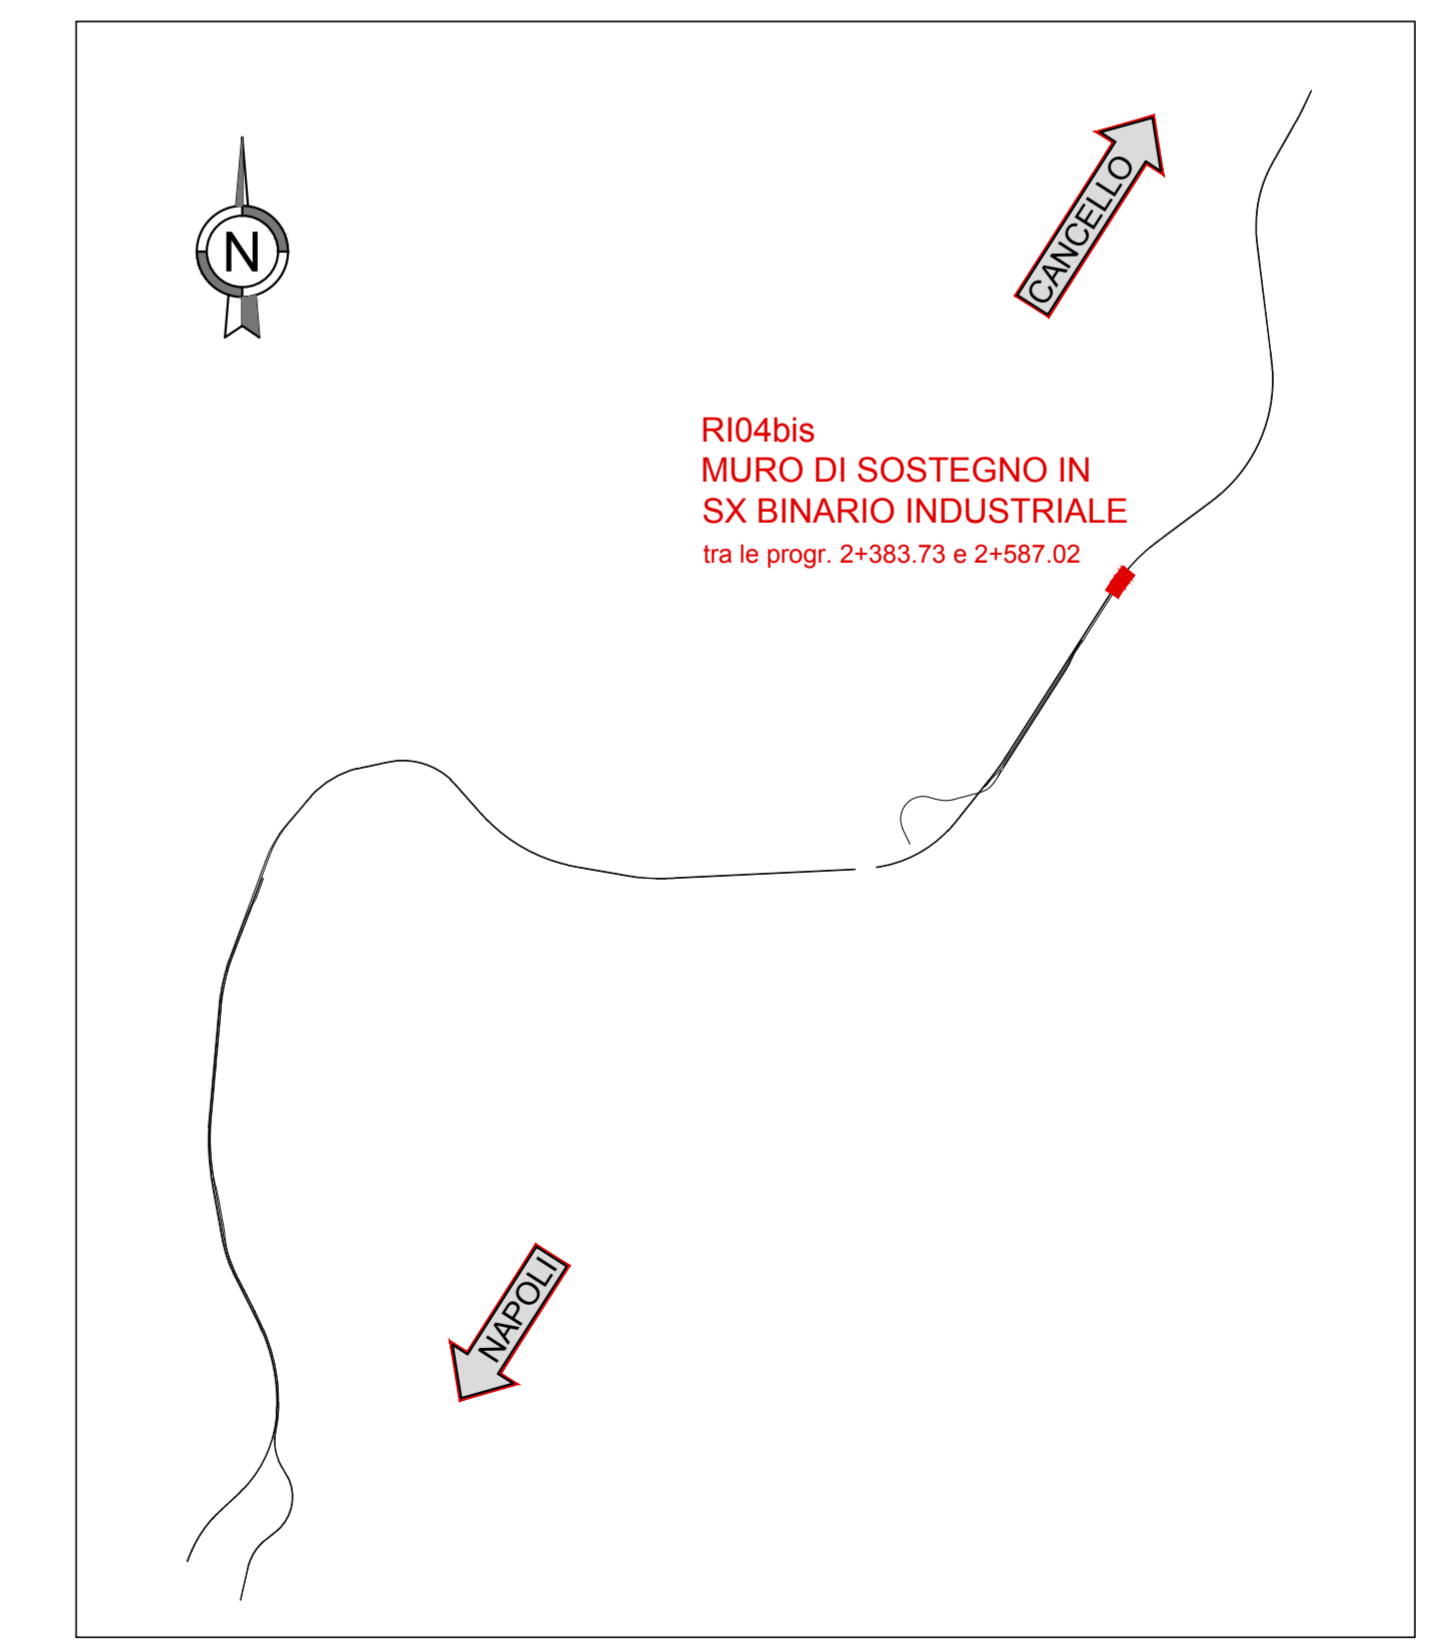 N
CANCELLO
RI04bis
MURO DI SOSTEGNO IN
SX BINARIO INDUSTRIALE
tra le progr. 2+383.73 e 2+587.02
NAPOLI